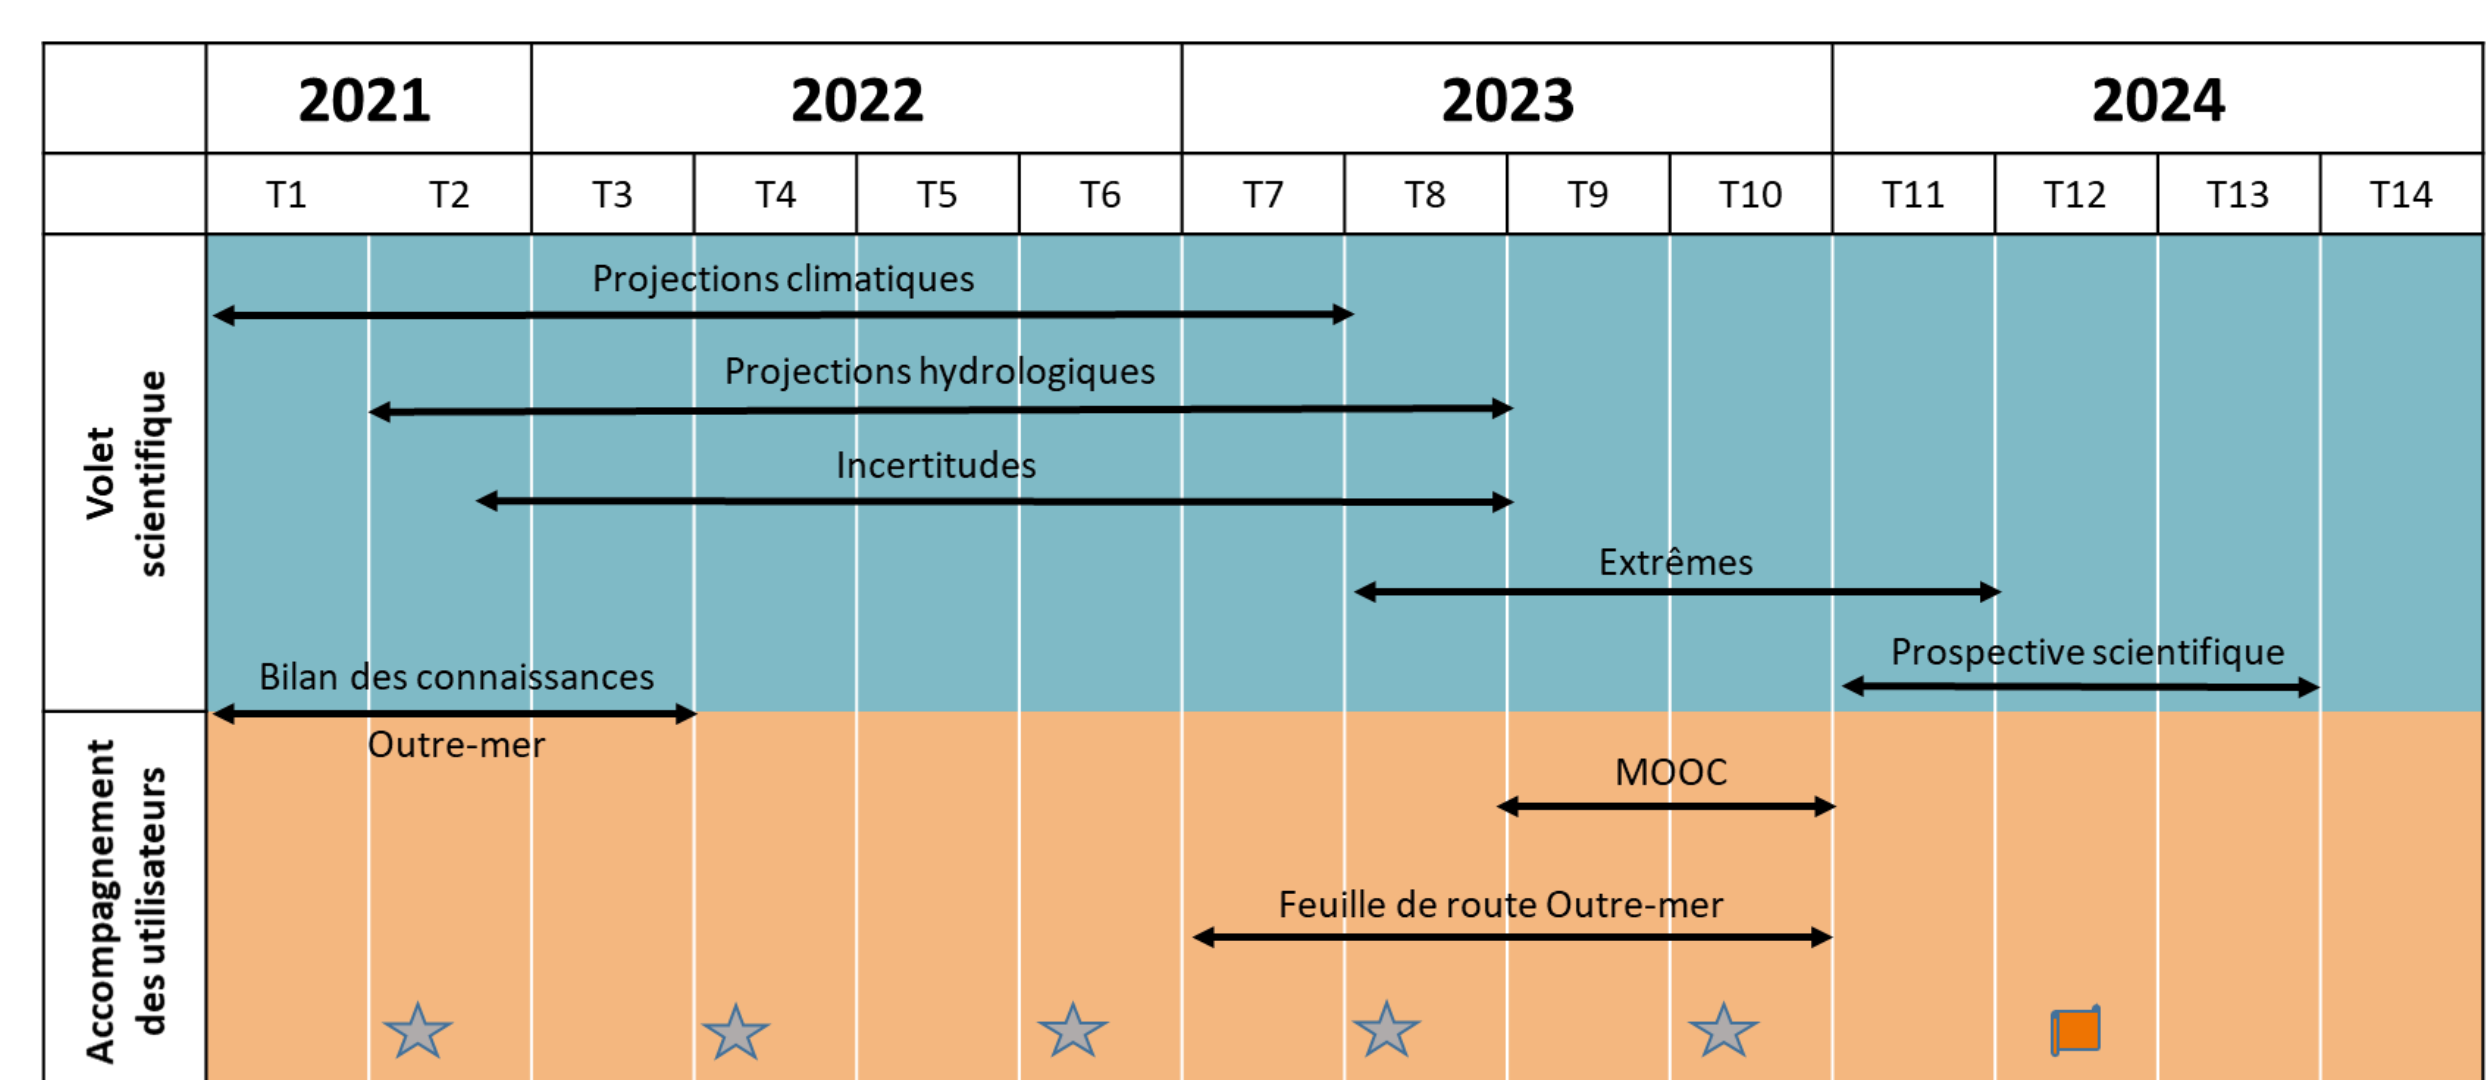 2021 2022 2023 2024
T1 T2 T3 T4 T5 T6 T7 T8 T9 T10 T11 T12 T13 T14
Volet
scientifique
Projections climatiques
Projections hydrologiques
Incertitudes
Extrêmes
Prospective scientifique
Bilan des connaissances
Outre-mer
Accompagnement
des utilisateurs
MOOC
Feuille de route Outre-mer